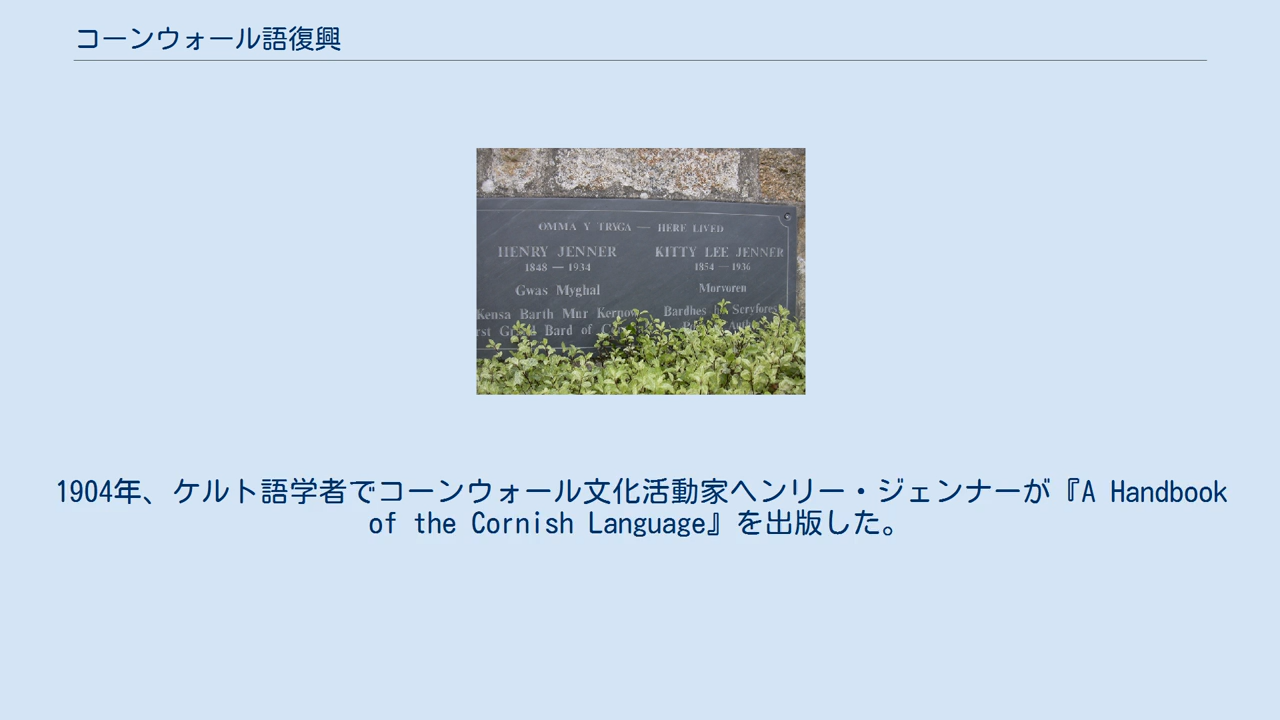 コーンウォール語復興
OMMA Y TRYGA — HERE LIVED
HENRY JENNER KITTY LEE JENNER
1848 — 1934 1854 — 1936
Gwas Myghal Morvoren
Kensa Barth Mur Kernow Bardhes Scryfores
Bard of
1904年、ケルト語学者でコーンウォール文化活動家ヘンリー・ジェンナーが『A Handbook
of the Cornish Language』を出版した。